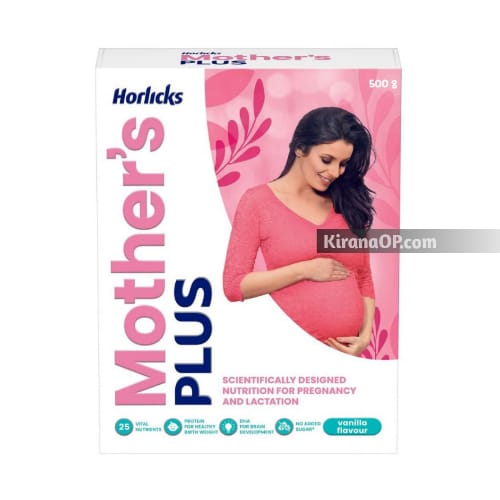 Horlicks
Mother's
PLUS
500 g
Horlicks
Mother's
PLUS
KiranaOP.com
SCIENTIFICALLY DESIGNED
NUTRITION FOR PREGNANCY
AND LACTATION
25 VITAL NUTRIENTS
PROTEIN FOR HEALTHY BIRTH WEIGHT
DHA FOR BRAIN DEVELOPMENT
NO ADDED SUGAR*
vanilla
flavour